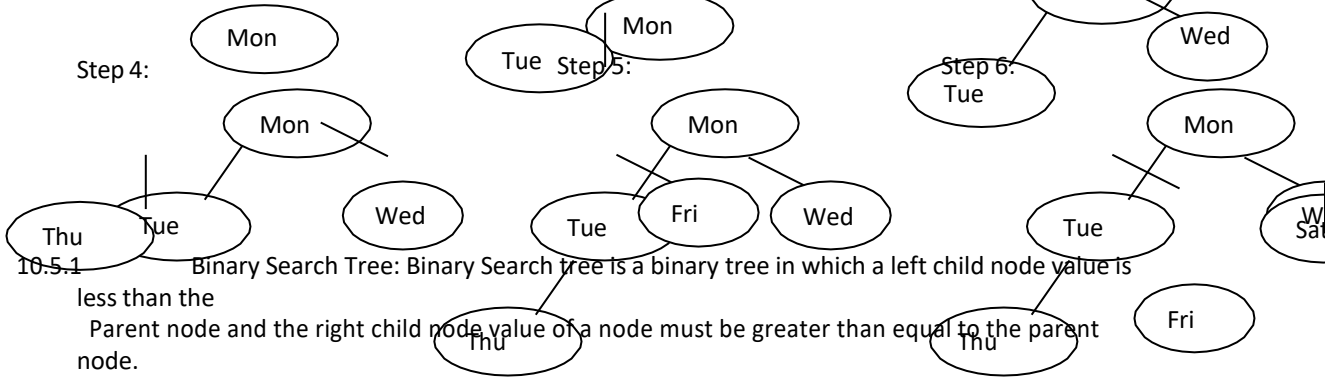 Mon
Mon
Wed
Step 4:
Tue
Step 5:
Step 6:
Tue
Mon
Mon
Mon
Thu
Tue
Wed
Tue
Fri
Wed
Tue
Sat
10.5.1 Binary Search Tree: Binary Search tree is a binary tree in which a left child node value is
less than the
Parent node and the right child node value of a node must be greater than equal to the parent
node.
Thu
Thu
Fri